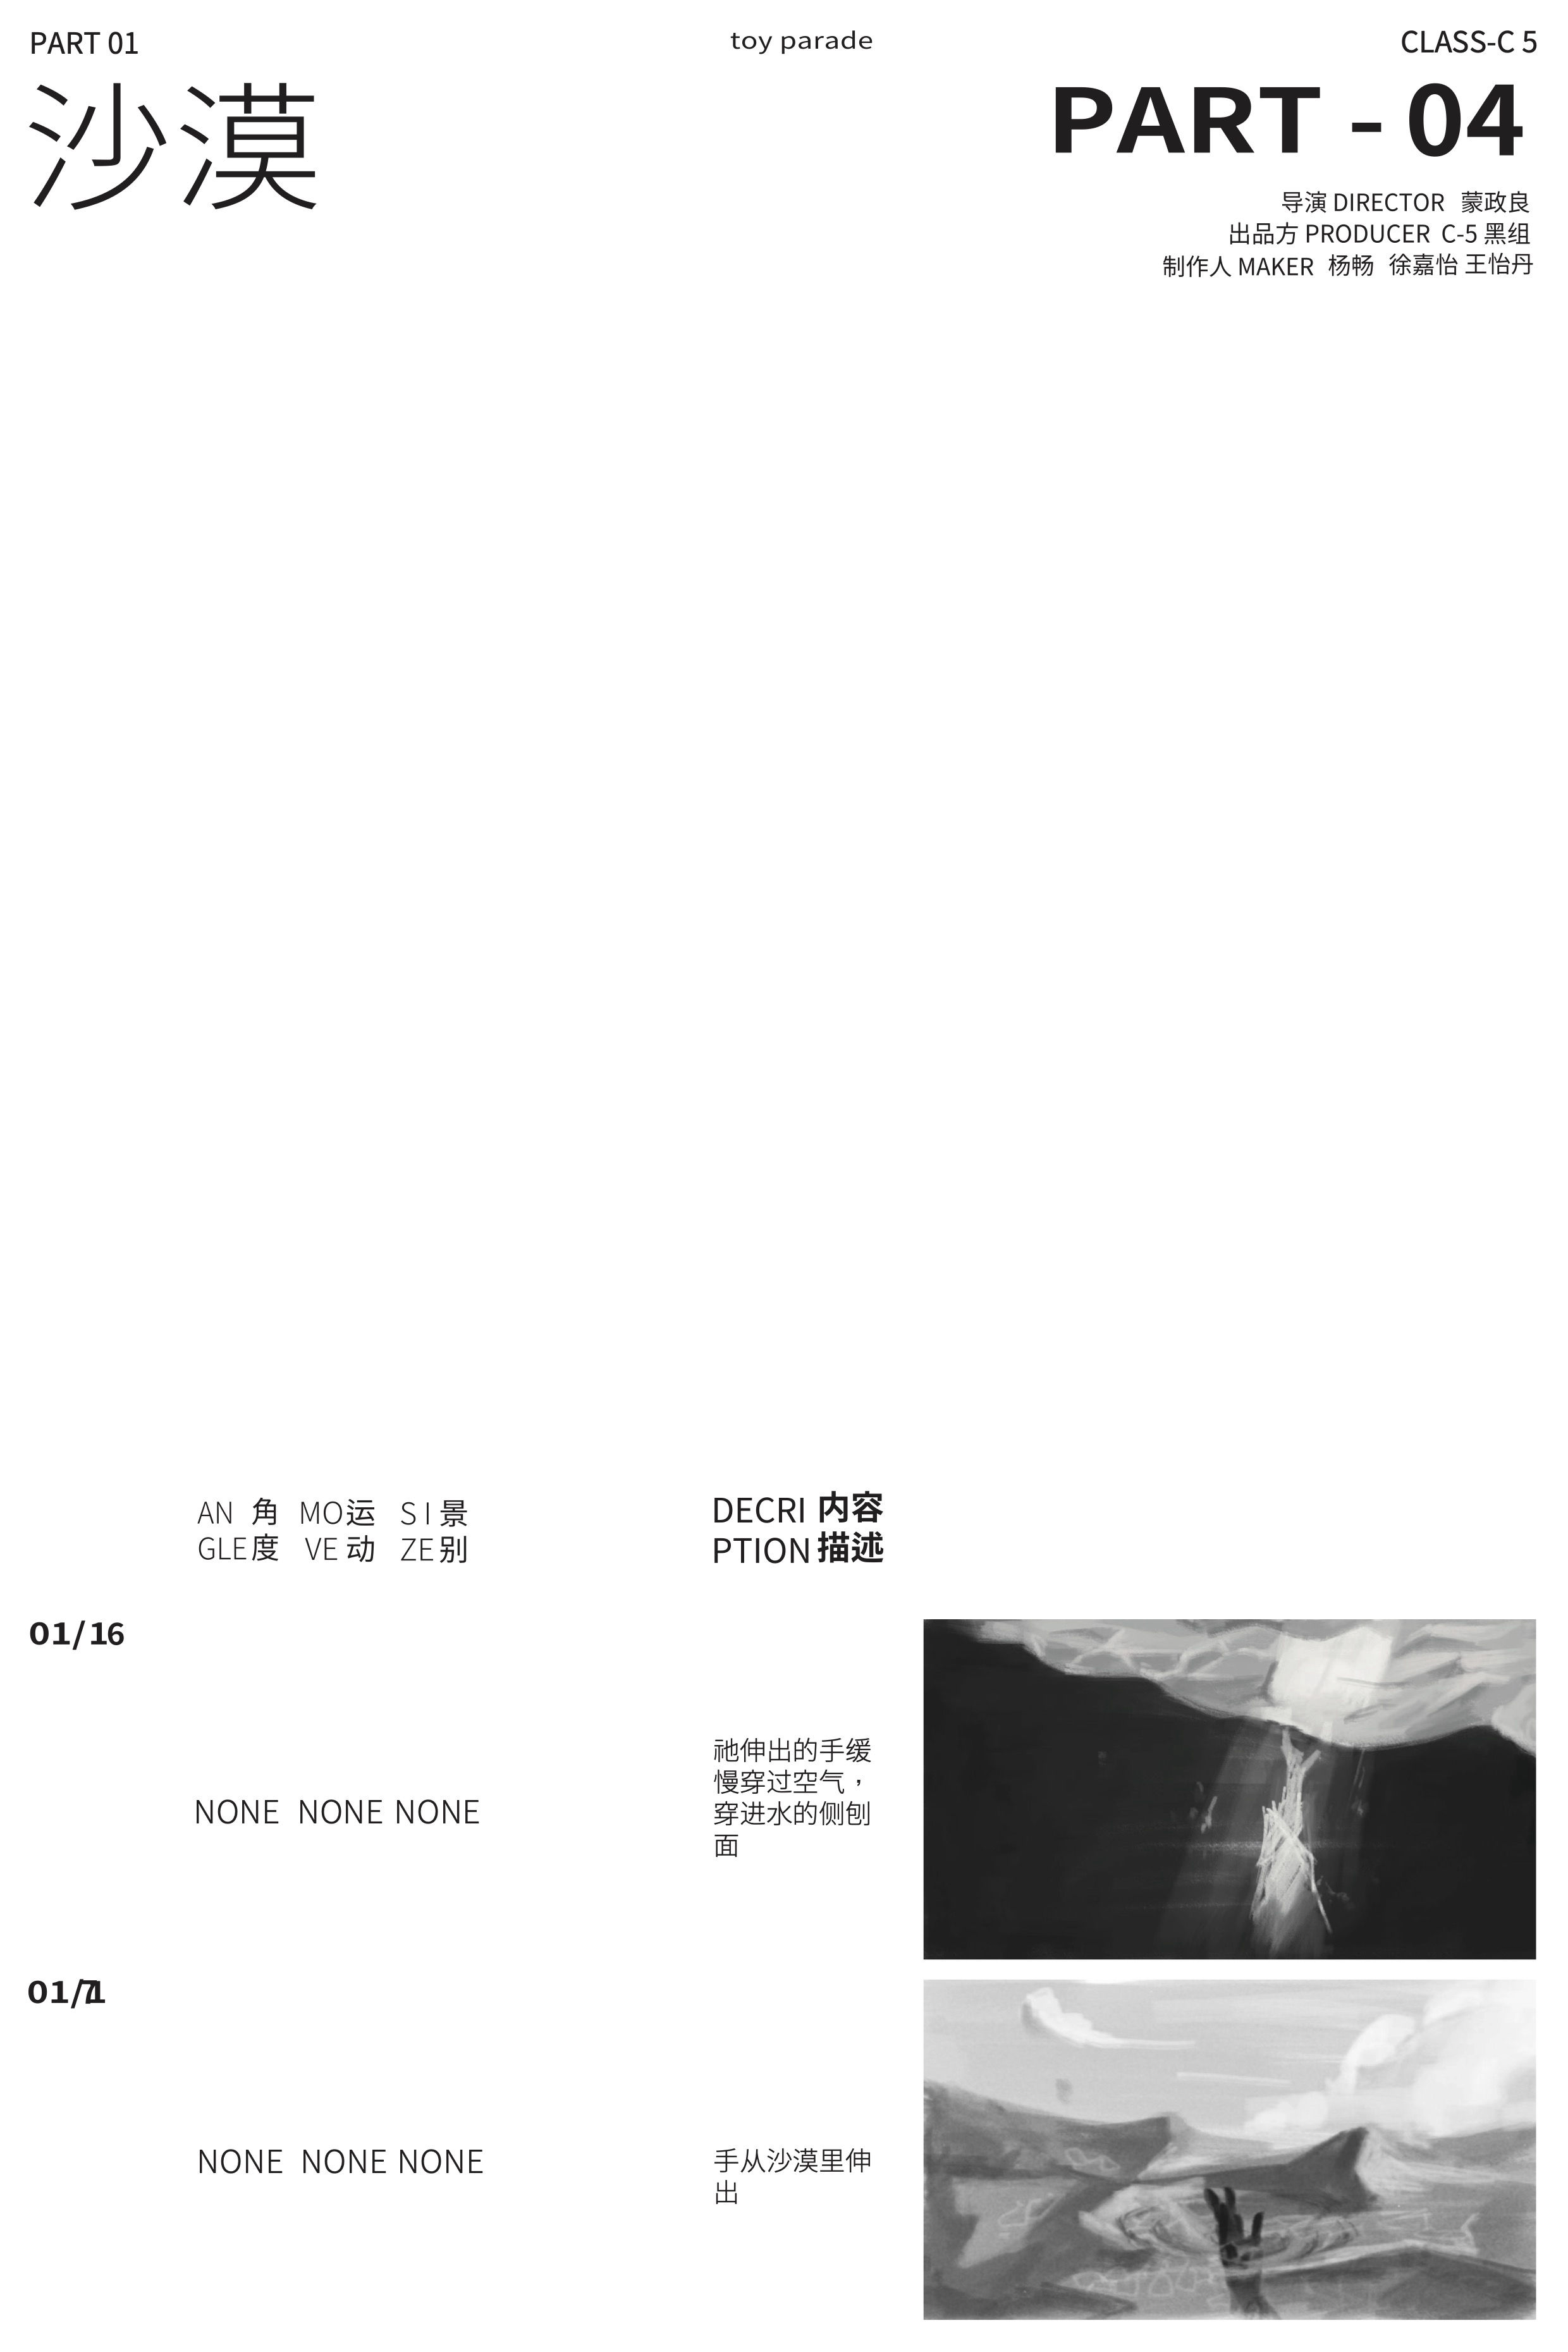 PART 01
toy parade
CLASS-C 5
沙漠
PART - 04
导演 DIRECTOR 蒙政良
出品方 PRODUCER C-5 黑组
制作人 MAKER 杨畅 徐嘉怡 王怡丹
AN 角 MO运 SI景
GLE度 VE 动 ZE别
DECRI 内容
PTION 描述
01/16
NONE NONE NONE
祂伸出的手缓
慢穿过空气，
穿进水的侧刨
面
01/
NONE NONE NONE
手从沙漠里伸
出